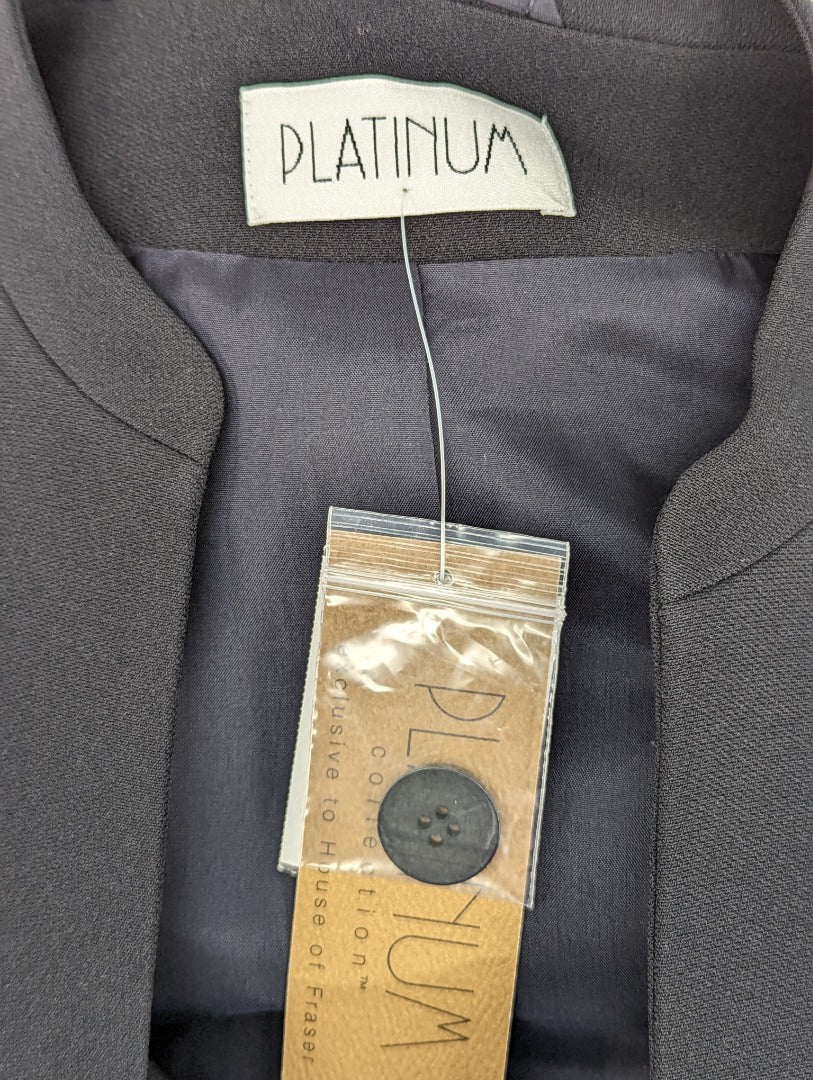 PLATINUM
PLATINUM
collection™
exclusive to House of Fraser